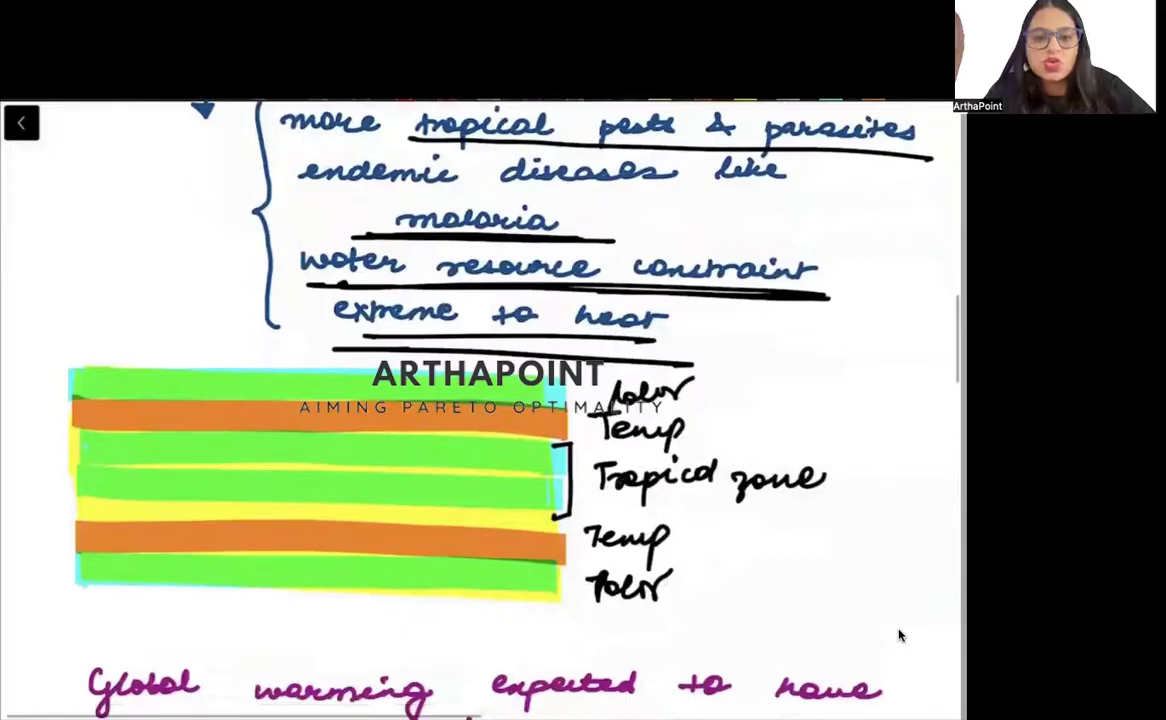 ArthaPoint
more tropical pests & parasites
endemic diseases like
malaria
water resource constraint
extreme to heat
ARTHAPOINT
AIMING PARETO OPTIMALITY
Polar
Temp
Tropical zone
Temp
Polar
Global warming expected to have